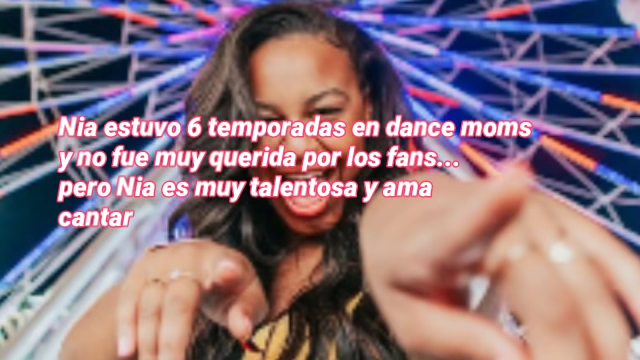 Nia estuvo 6 temporadas en dance moms
y no fue muy querida por los fans...
pero Nia es muy talentosa y ama
cantar